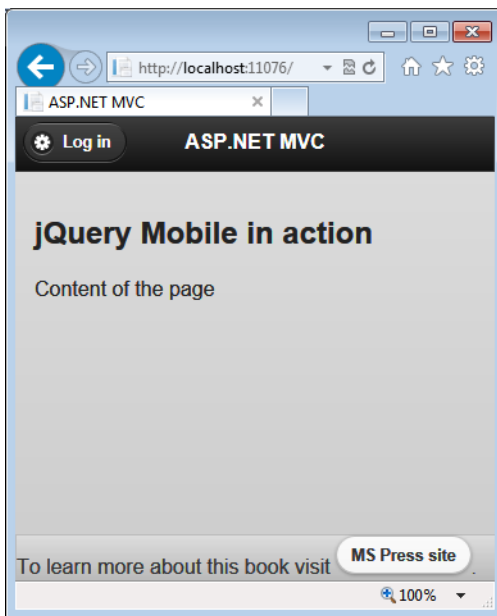 http://localhost:11076/
ASP.NET MVC
Log in
ASP.NET MVC
jQuery Mobile in action
Content of the page
To learn more about this book visit MS Press site .
100%